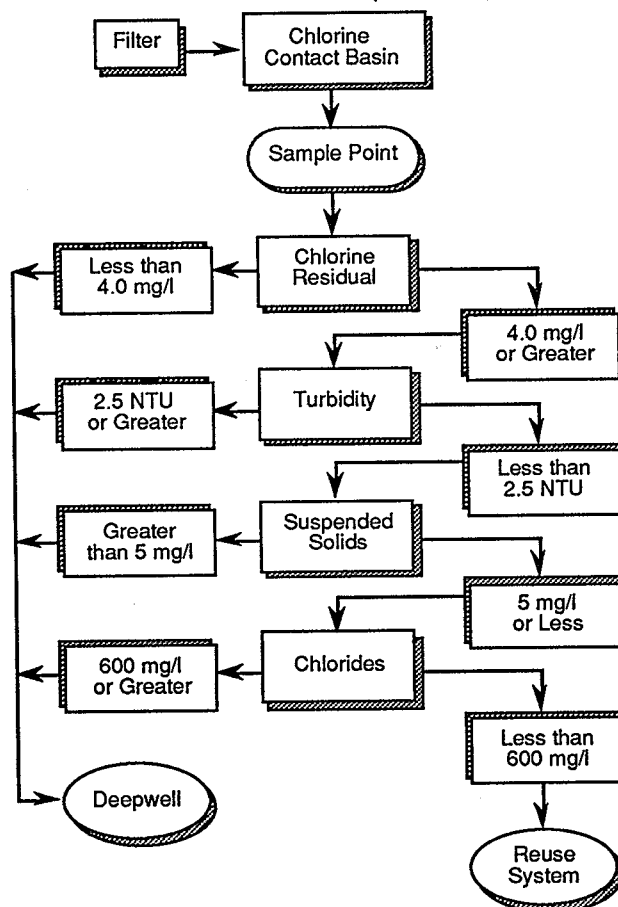 Filter
Chlorine
Contact Basin
Sample Point
Chlorine
Residual
Less than
4.0 mg/l
4.0 mg/l
or Greater
Turbidity
2.5 NTU
or Greater
Less than
2.5 NTU
Suspended
Solids
Greater
than 5 mg/l
5 mg/l
or Less
Chlorides
600 mg/l
or Greater
Less than
600 mg/l
Deepwell
Reuse
System